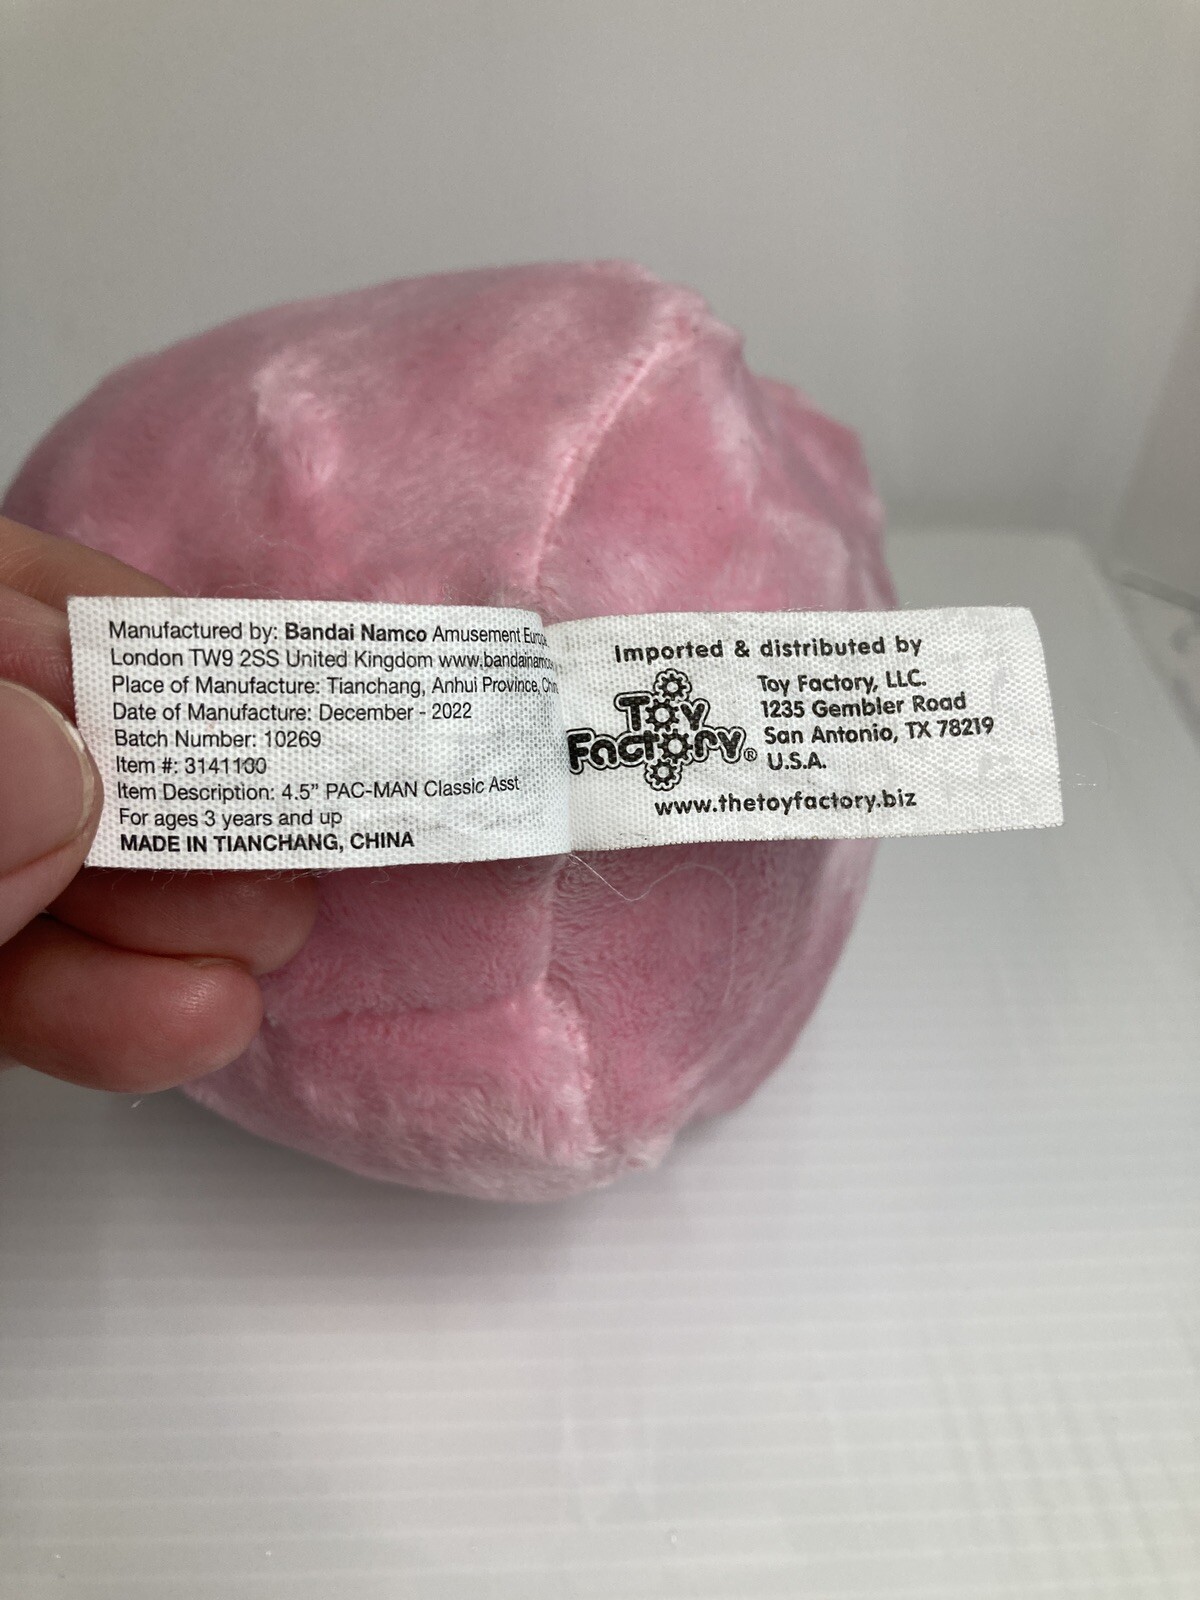 Manufactured by: Bandai Namco Amusement
London TW9 2SS United Kingdom
Place of Manufacture: Tianchang, Anhui Province,
Date of Manufacture: December - 2022
Batch Number: 10269
Item #: 3141100
Item Description: 4.5" PAC-MAN Classic Asst
For ages 3 years and up
MADE IN TIANCHANG, CHINA
Imported & distributed by
Toy Factory®
Toy Factory, LLC.
1235 Gembler Road
San Antonio, TX 78219
U.S.A.
www.thetoyfactory.biz